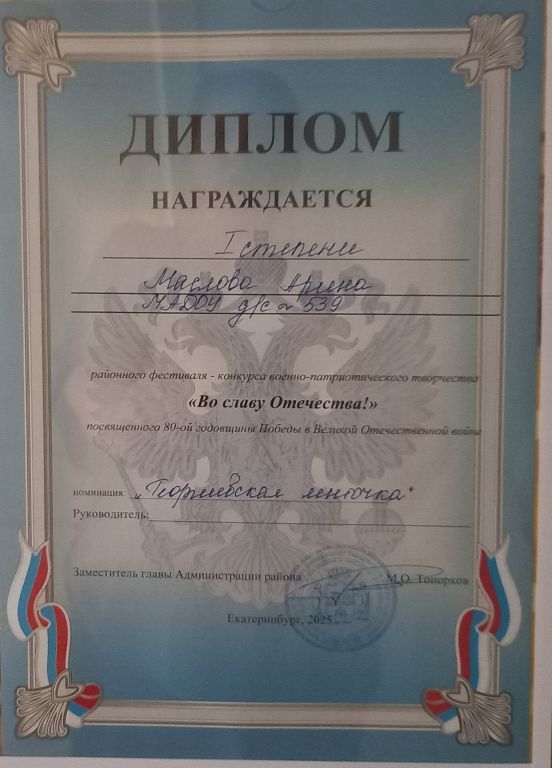 ДИПЛОМ
НАГРАЖДАЕТСЯ
I степени
Маслова Арина
МАДОУ д/с № 539
районного фестиваля - конкурса военно-патриотического творчества
«Во славу Отечества!»
посвященного 80-ой годовщины Победы в Великой Отечественной войне
номинация "Георгиевская ленточка"
Руководитель:
Заместитель главы Администрации района М.О. Топорков
Екатеринбург, 2025